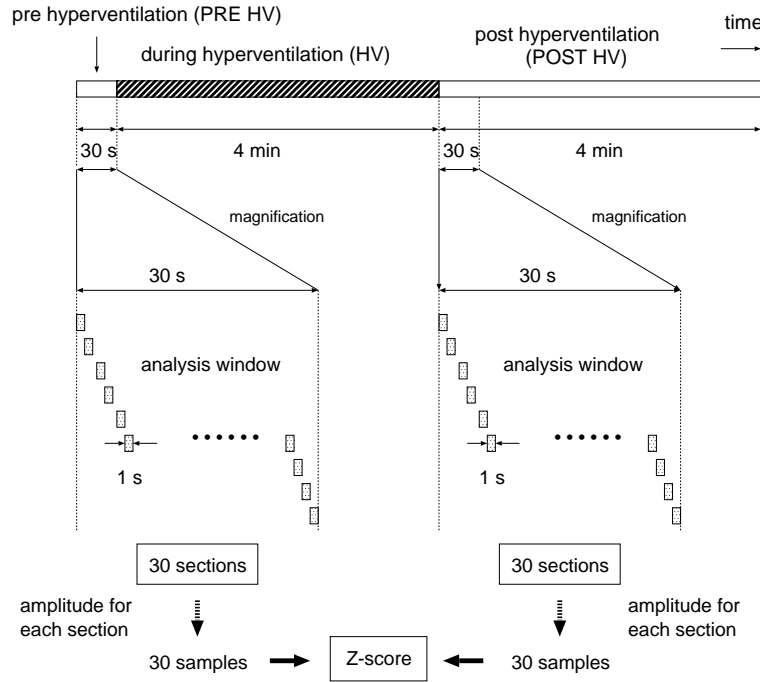 pre hyperventilation (PRE HV)
during hyperventilation (HV)
post hyperventilation
(POST HV)
time
30 s
4 min
30 s
4 min
magnification
magnification
30 s
30 s
analysis window
analysis window
1 s
1 s
30 sections
30 sections
amplitude for
each section
amplitude for
each section
30 samples
Z-score
30 samples